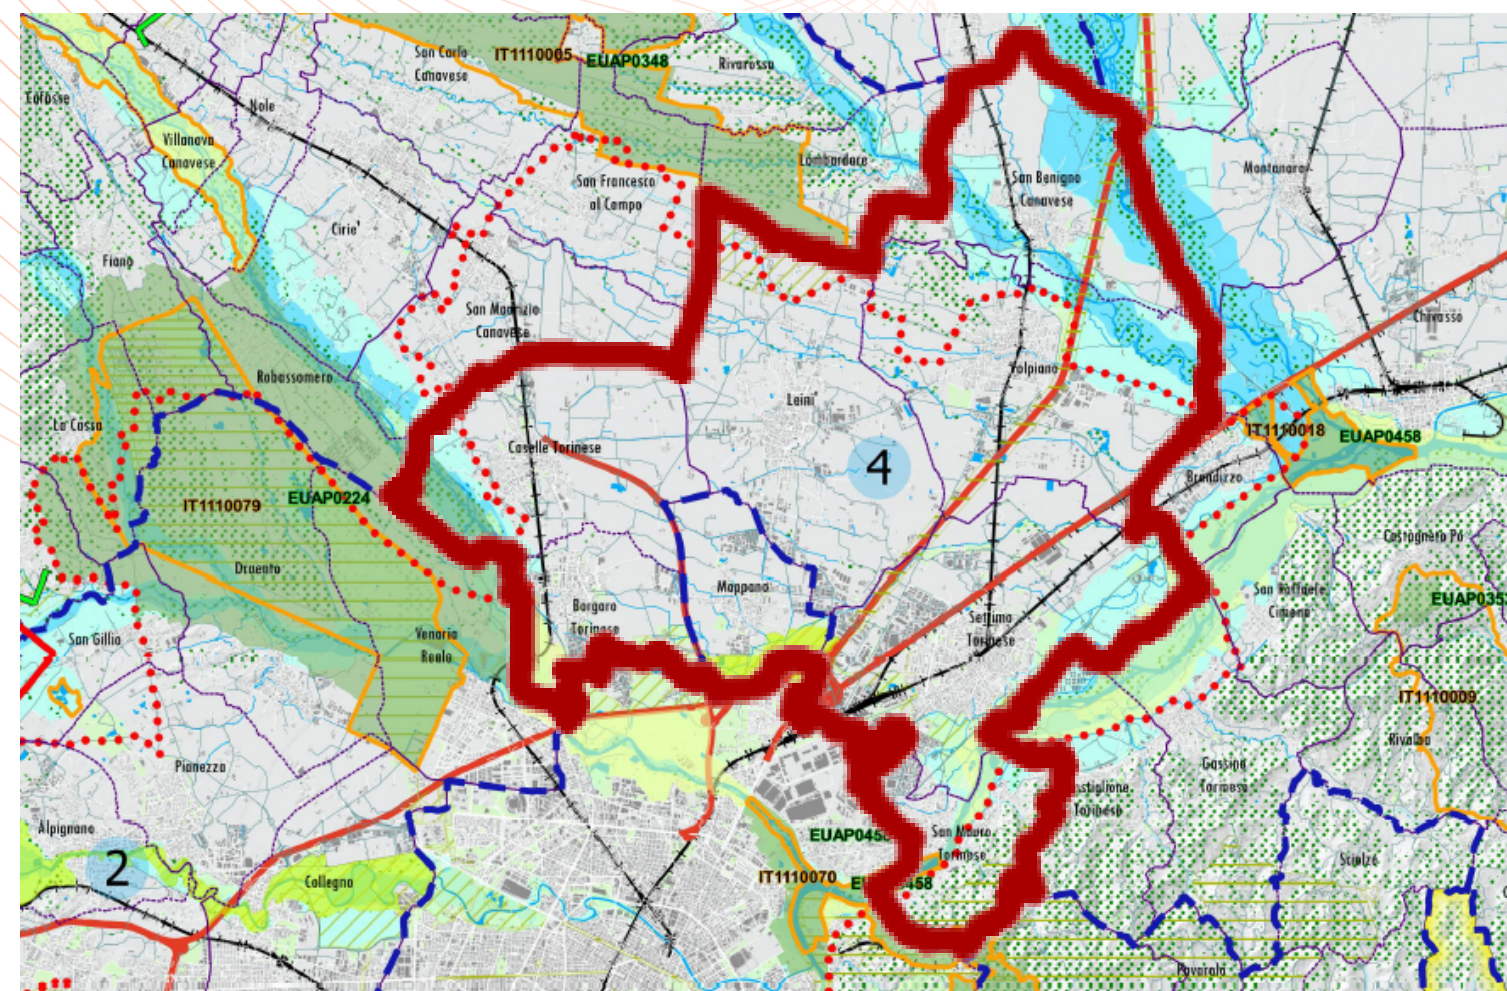 San Carlo
Canavese
IT1110005
EUAP0348
Rivarossa
Nole
Villanova
Canavese
Lombardore
San Francesco
al Campo
San Benigno
Canavese
Montanaro
Cirie'
Fiano
San Maurizio
Canavese
Chivasso
Robassomero
Volpiano
Leini'
La Cassa
IT1110018
EUAP0458
Caselle Torinese
4
Brandizzo
IT1110079
EUAP0224
Castagneto Po
Druento
Mappano
San Raffaele
Cimena
EUAP0353
Borgaro
Torinese
Settimo
Torinese
San Gillio
Venaria
Reale
IT1110009
Rivalba
Pianezza
Gassino
Torinese
Castiglione
Torinese
Alpignano
EUAP0458
San Mauro
Torinese
Sciolze
2
Collegno
IT1110070
Pavarolo